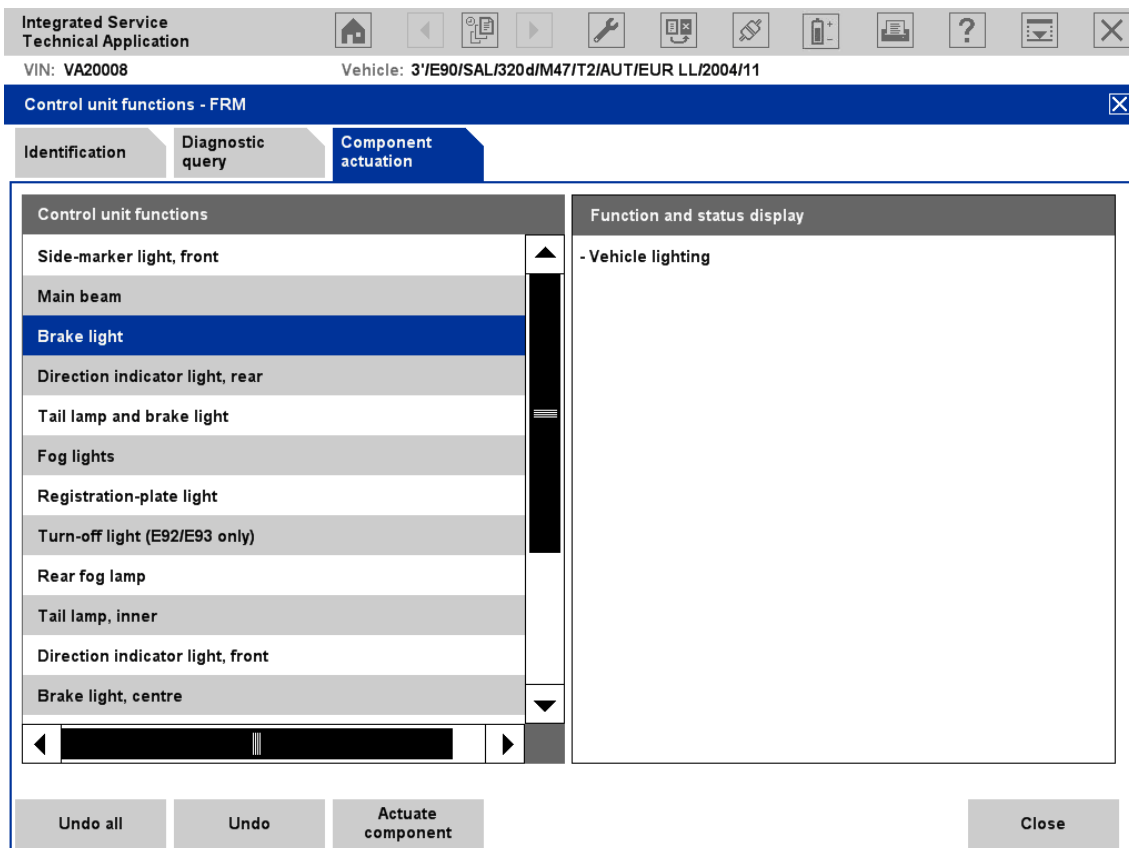 Integrated Service
Technical Application
?
VIN: VA20008
Vehicle: 3'/E90/SAL/320d/M47/T2/AUT/EUR LL/2004/11
Control unit functions - FRM
Identification
Diagnostic
query
Component
actuation
Control unit functions
Function and status display
Side-marker light, front
- Vehicle lighting
Main beam
Brake light
Direction indicator light, rear
Tail lamp and brake light
Fog lights
Registration-plate light
Turn-off light (E92/E93 only)
Rear fog lamp
Tail lamp, inner
Direction indicator light, front
Brake light, centre
Undo all
Undo
Actuate
component
Close